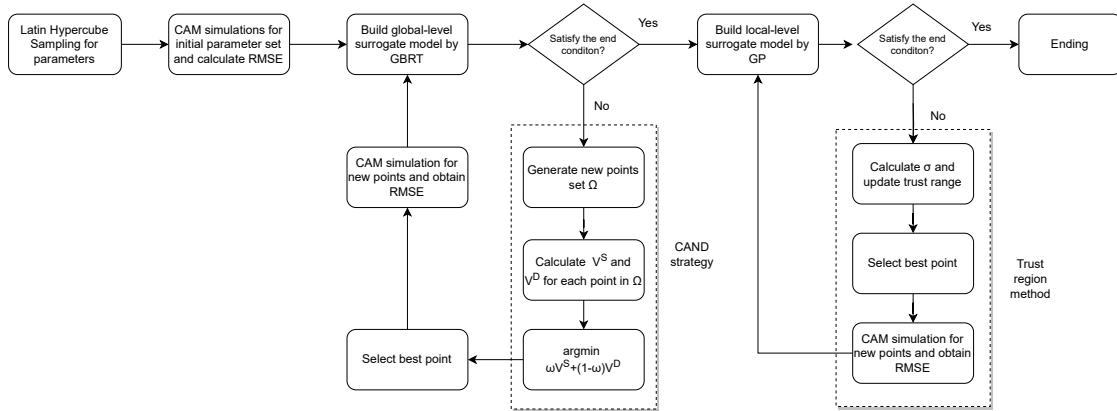 Latin Hypercube
Sampling for
parameters
CAM simulations for
initial parameter set
and calculate RMSE
Build global-level
surrogate model by
GBRT
Satisfy the end
conditon?
Yes
Build local-level
surrogate model by
GP
Satisfy the end
conditon?
Yes
Ending
No
No
CAM simulation for
new points and obtain
RMSE
Generate new points
set Ω
Calculate V^S and
V^D for each point in Ω
argmin
ωV^S+(1-ω)V^D
CAND
strategy
Select best point
Calculate σ and
update trust range
Select best point
CAM simulation for
new points and obtain
RMSE
Trust
region
method